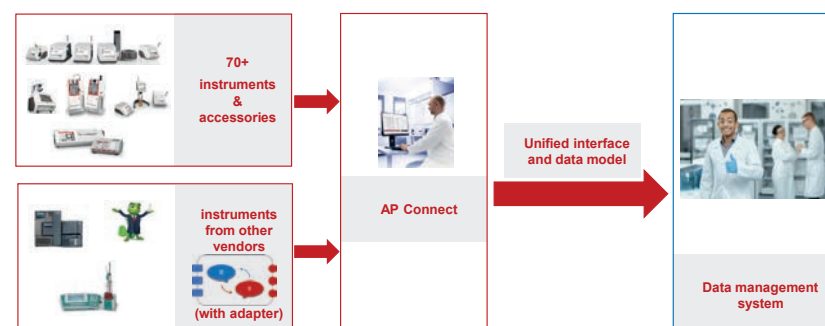 70+
instruments
&
accessories
instruments
from other
vendors
(with adapter)
AP Connect
Unified interface
and data model
Data management
system